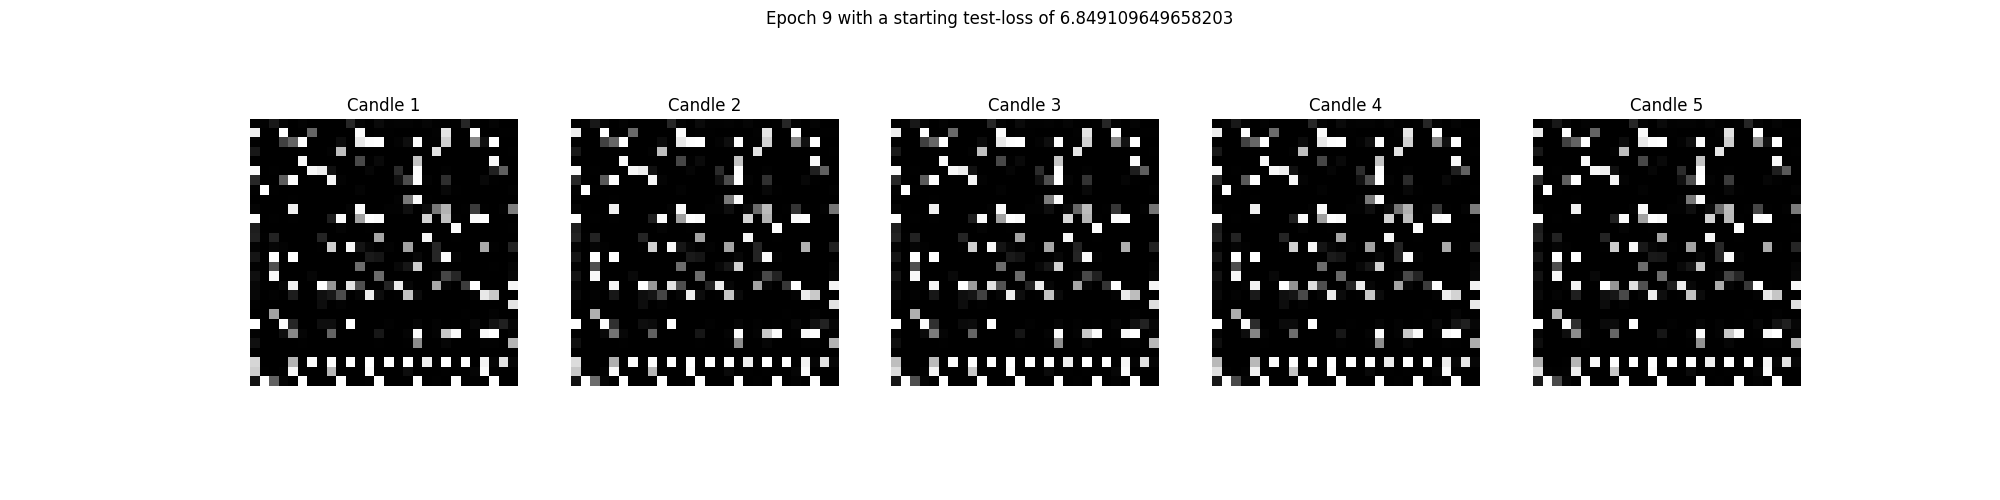 Epoch 9 with a starting test-loss of 6.849109649658203
Candle 1
Candle 2
Candle 3
Candle 4
Candle 5